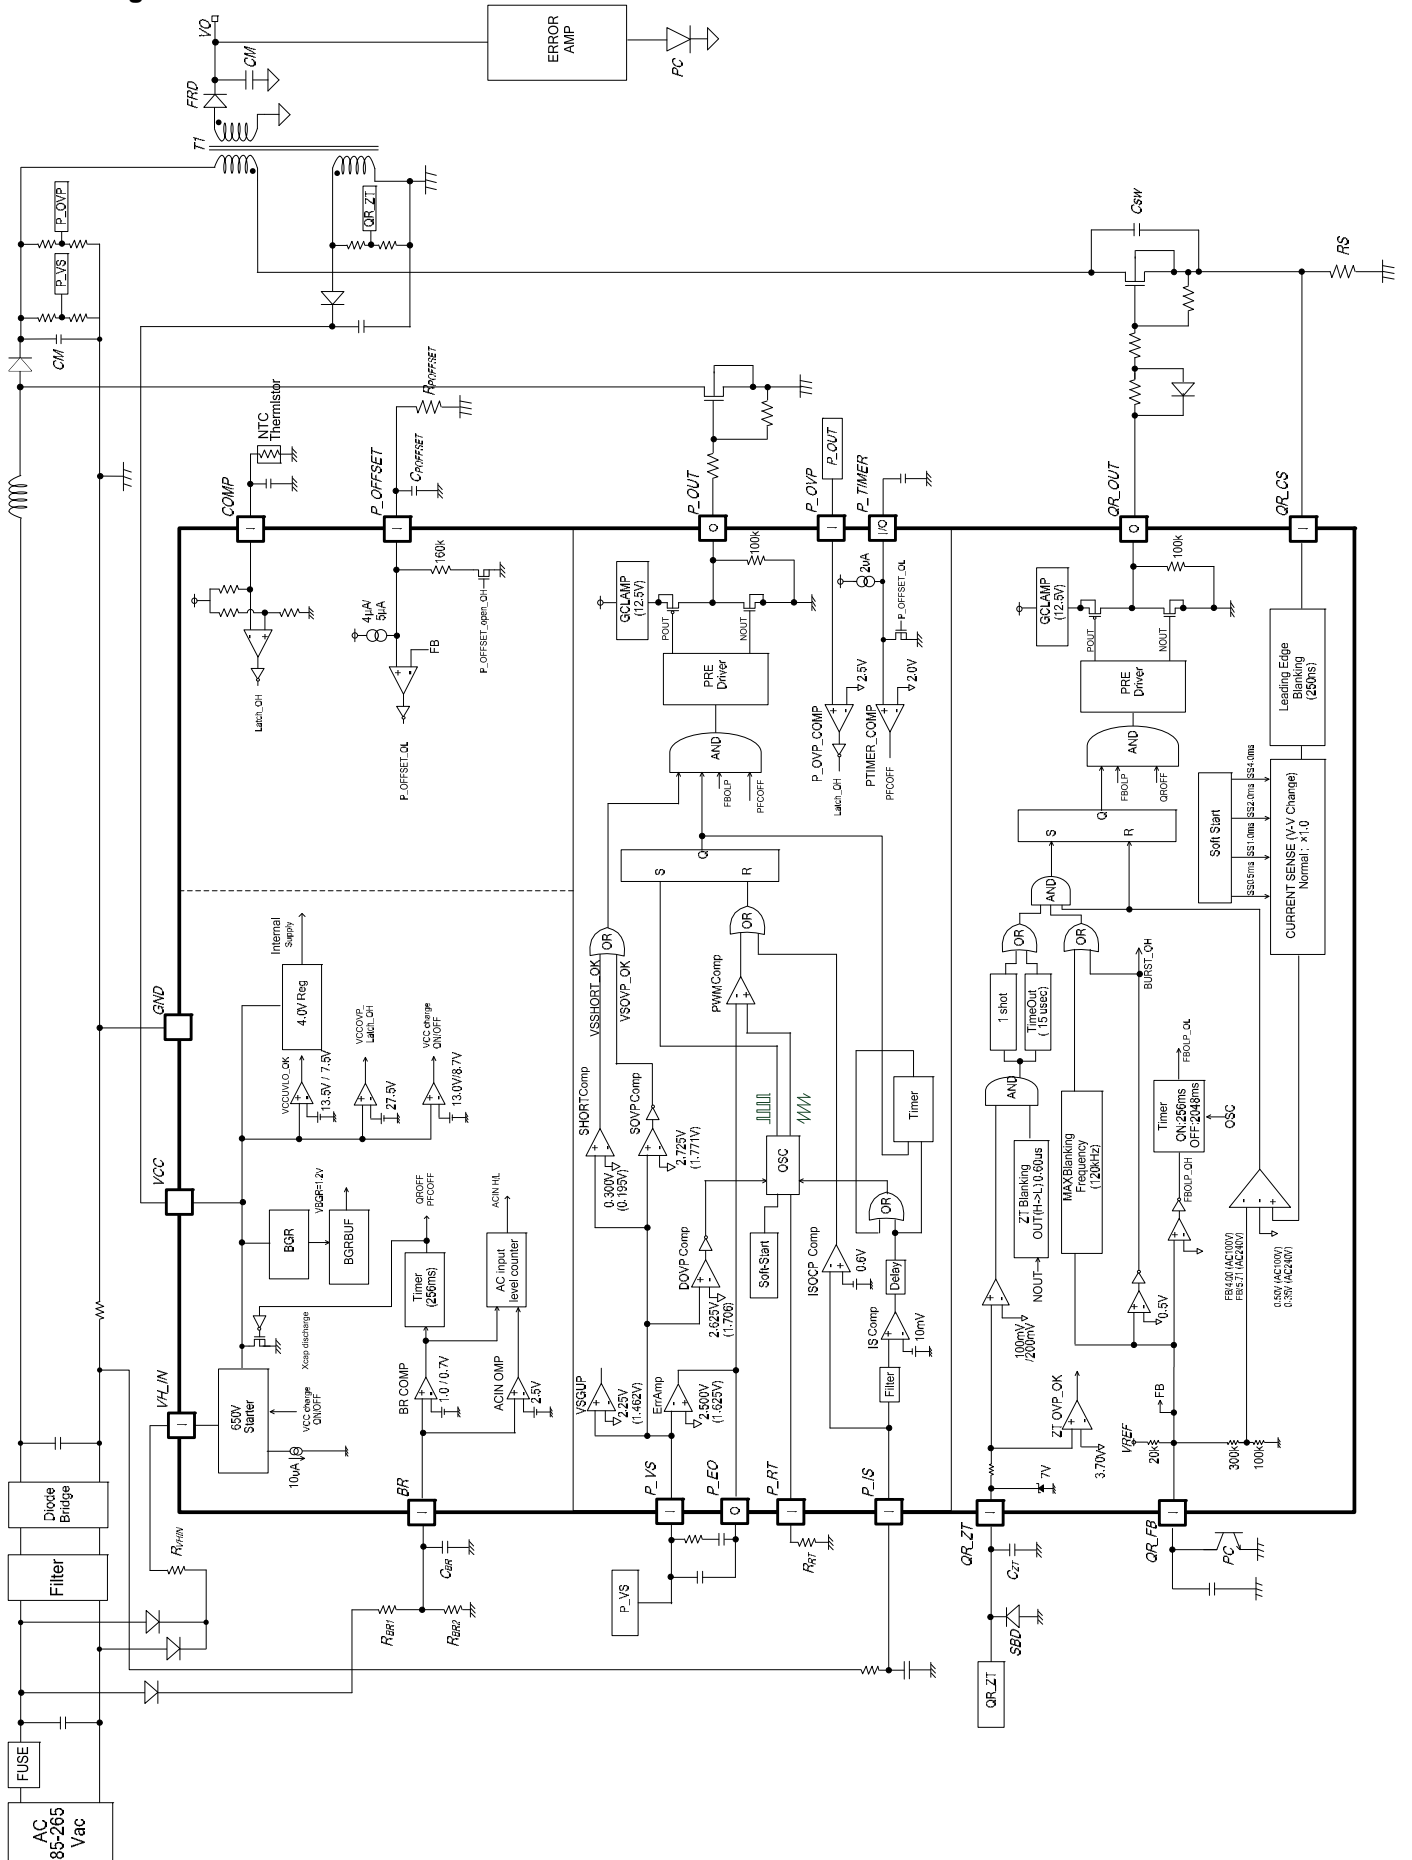 g
AC
85-265
Vac
FUSE
Filter
Diode
Bridge
CM
P_VS
P_OVP
T1
FRD
CM
VO
ERROR
AMP
PC
QR_ZT
RVHIN
VH_IN
VCC
GND
COMP
NTC
Thermistor
P_OFFSET
CPOFFSET
RPOFFSET
650V
Starter
10uA
VCC charge
ON/OFF
Xcap discharge
BGR
VBGR=1.2V
BGRBUF
4.0V Reg
Internal
Supply
VCCUVLO_OK
13.5V / 7.5V
VCCOVP_
Latch_OH
27.5V
VCC charge
ON/OFF
13.0V/8.7V
Latch_OH
4μA/
5μA
160k
FB
P_OFFSET_open_OH
P_OFFSET_OL
BR
RBR1
RBR2
CBR
BR COMP
1.0 / 0.7V
Timer
(256ms)
QROFF
PFCOFF
ACIN OMP
2.5V
AC input
level counter
ACIN H/L
P_VS
P_VS
P_EO
P_RT
RRT
P_IS
VSGUP
2.25V
(1.462V)
ErrAmp
2.500V
(1.625V)
DOVP Comp
2.625V
(1.706)
SHORTComp
0.300V
(0.195V)
SOVPComp
2.725V
(1.771V)
VSSHORT_OK
VSOVP_OK
OR
Soft-Start
OSC
PWMComp
OR
ISOCP Comp
0.6V
Filter
IS Comp
10mV
Delay
OR
Timer
S
R
Q
AND
FBOLP
PFCOFF
PRE
Driver
POUT
NOUT
GCLAMP
(12.5V)
100k
P_OUT
P_OVP
P_OUT
P_TIMER
2uA
P_OFFSET_OL
P_OVP_COMP
2.5V
Latch_OH
PTIMER_COMP
2.0V
PFCOFF
QR_ZT
QR_ZT
SBD
CZT
7V
ZT OVP_OK
3.70V
100mV
/200mV
ZT Blanking
OUT(H->L) 0.60us
NOUT
AND
1 shot
TimeOut
( 15 usec)
OR
MAX Blanking
Frequency
(120kHz)
OR
AND
BURST_OH
0.5V
QR_FB
PC
VREF
20k
FB
300k
100k
FBOLP_OH
Timer
ON:256ms
OFF:2048ms
FBOLP_OL
OSC
FB/4.00 (AC100V)
FB/5.71 (AC240V)
0.50V (AC100V)
0.35V (AC240V)
S
R
Q
AND
FBOLP
QROFF
PRE
Driver
POUT
NOUT
GCLAMP
(12.5V)
100k
QR_OUT
Soft Start
SS0.5ms
SS1.0ms
SS2.0ms
SS4.0ms
CURRENT SENSE (V-V Change)
Normal : ×1.0
Leading Edge
Blanking
(250ns)
QR_CS
Csw
RS
I
I
I
I
I
O
I
I
I
I
O
I
I/O
O
I